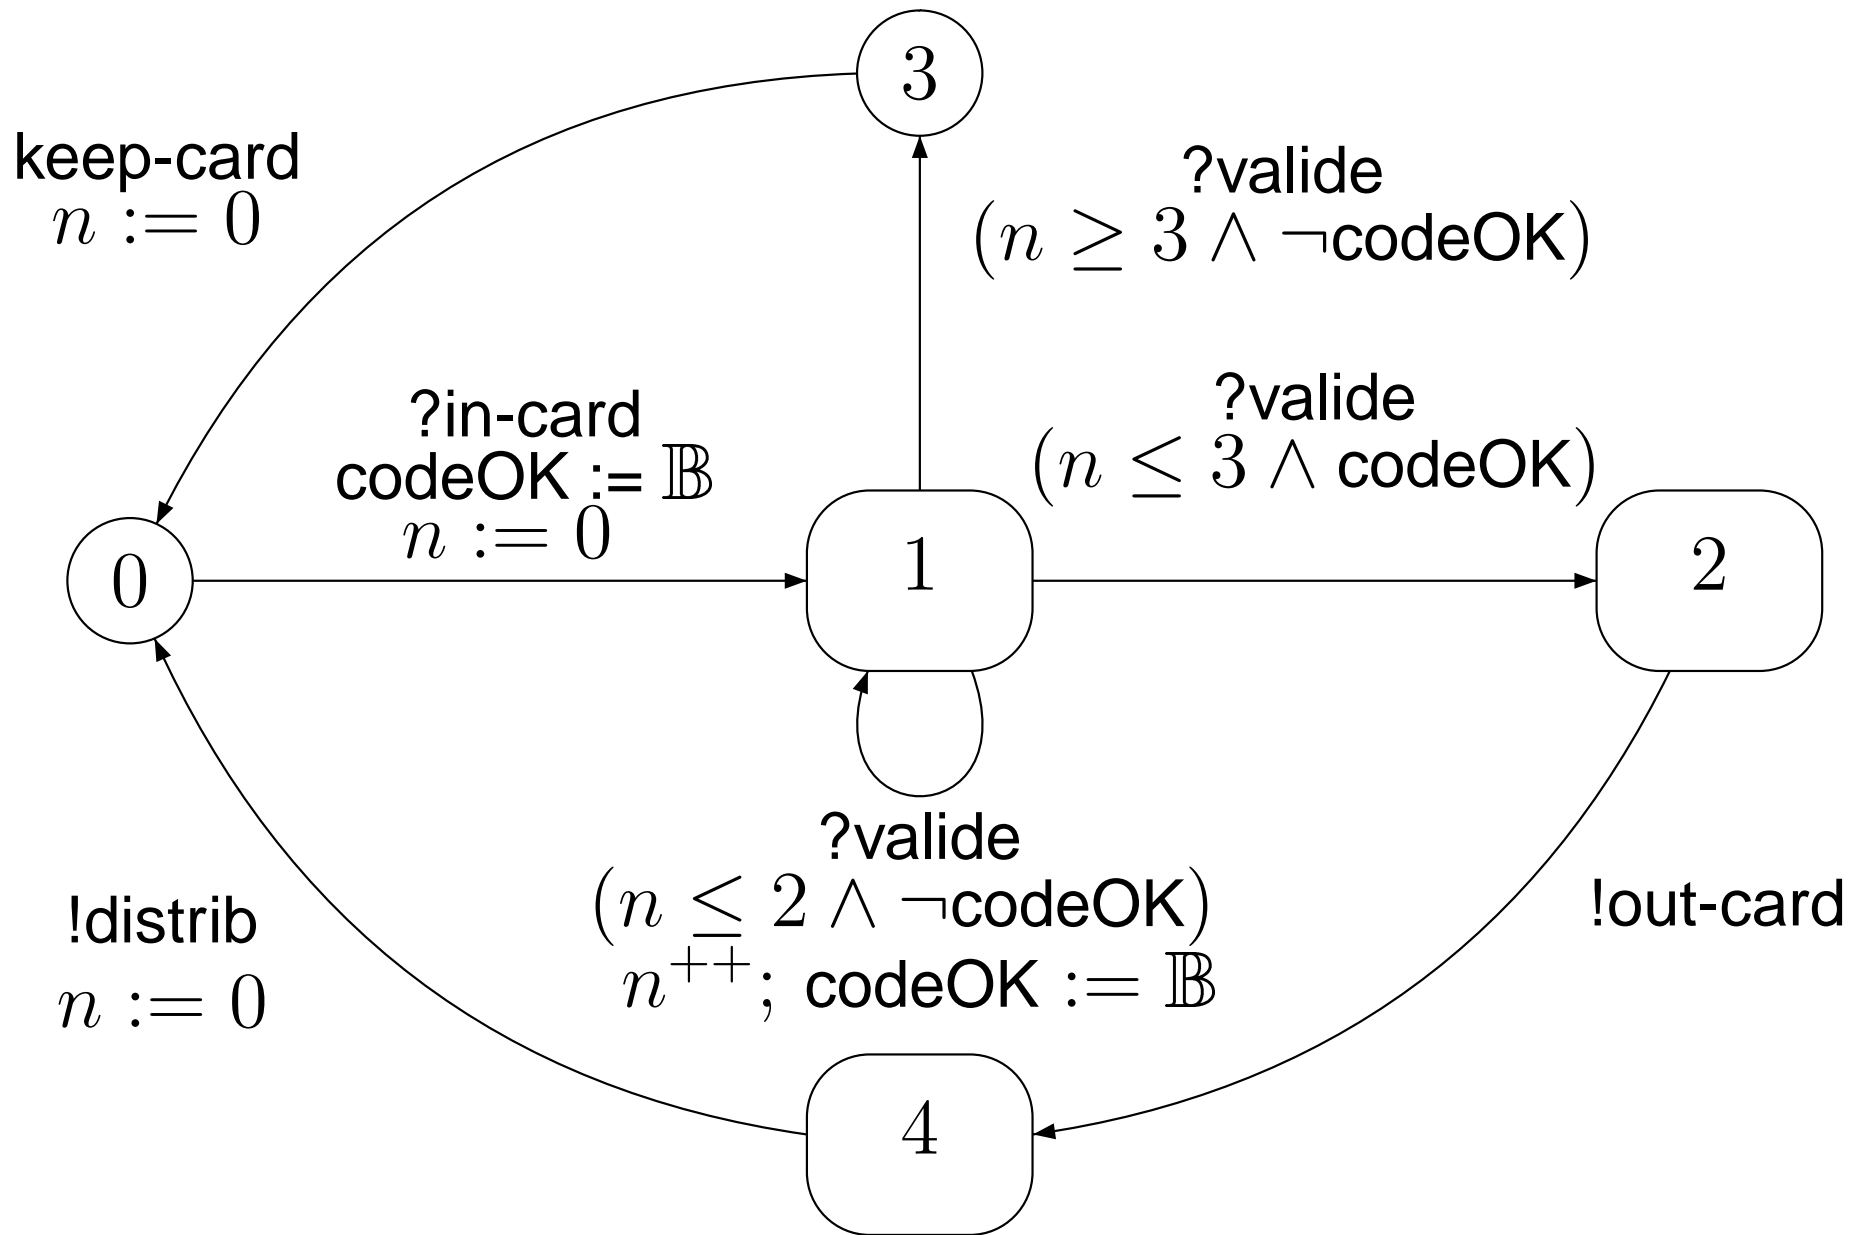 3
keep-card
n := 0
?valide
(n ≥ 3 ∧ ¬codeOK)
?in-card
codeOK := 𝔹
n := 0
?valide
(n ≤ 3 ∧ codeOK)
0
1
2
?valide
(n ≤ 2 ∧ ¬codeOK)
n⁺⁺; codeOK := 𝔹
!distrib
n := 0
!out-card
4